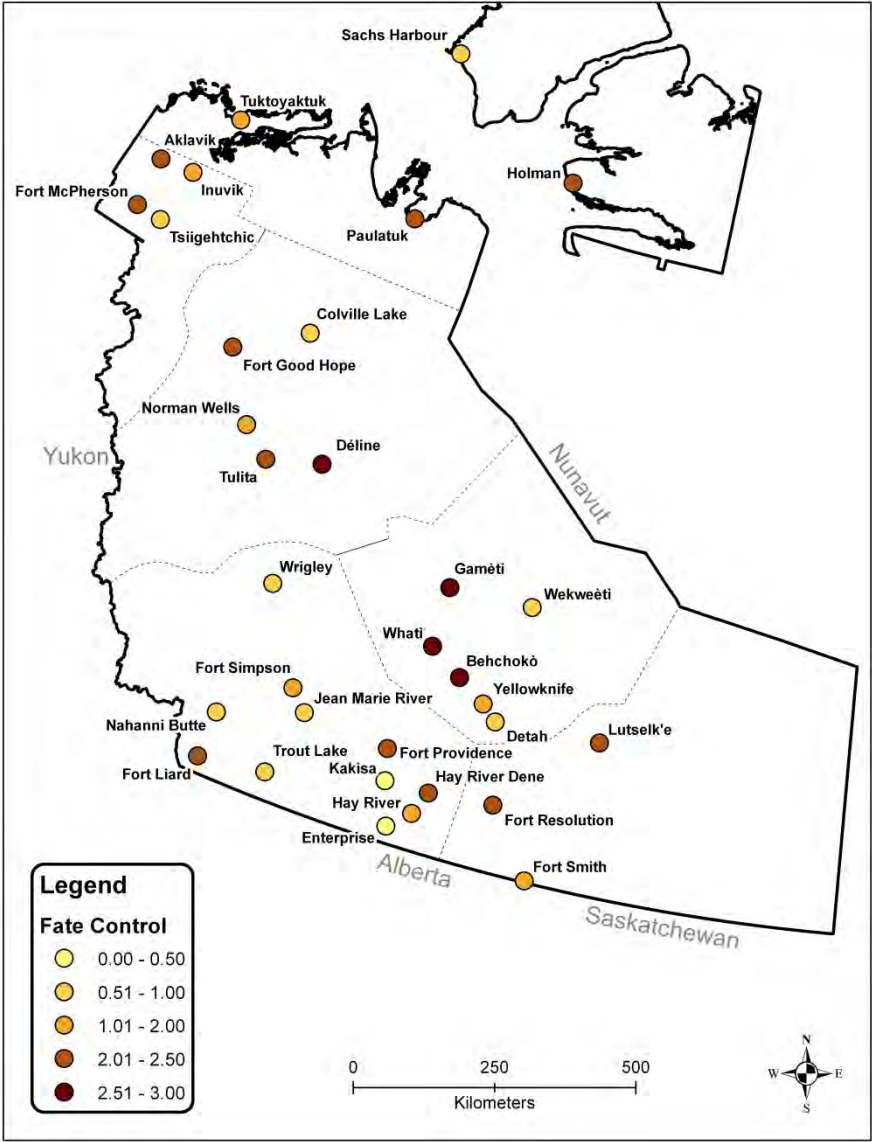 Sachs Harbour
Tuktoyaktuk
Aklavik
Holman
Inuvik
Fort McPherson
Tsiigehtchic
Paulatuk
Colville Lake
Fort Good Hope
Norman Wells
Yukon
Déline
Tulita
Nunavut
Wrigley
Gamèti
Wekweèti
Whati
Behchokò
Fort Simpson
Yellowknife
Jean Marie River
Nahanni Butte
Detah
Lutselk'e
Trout Lake
Fort Providence
Fort Liard
Kakisa
Hay River Dene
Hay River
Fort Resolution
Enterprise
Alberta
Fort Smith
Saskatchewan
Legend
Fate Control
0.00 - 0.50
0.51 - 1.00
1.01 - 2.00
2.01 - 2.50
2.51 - 3.00
0 250 500
Kilometers
N
W E
S